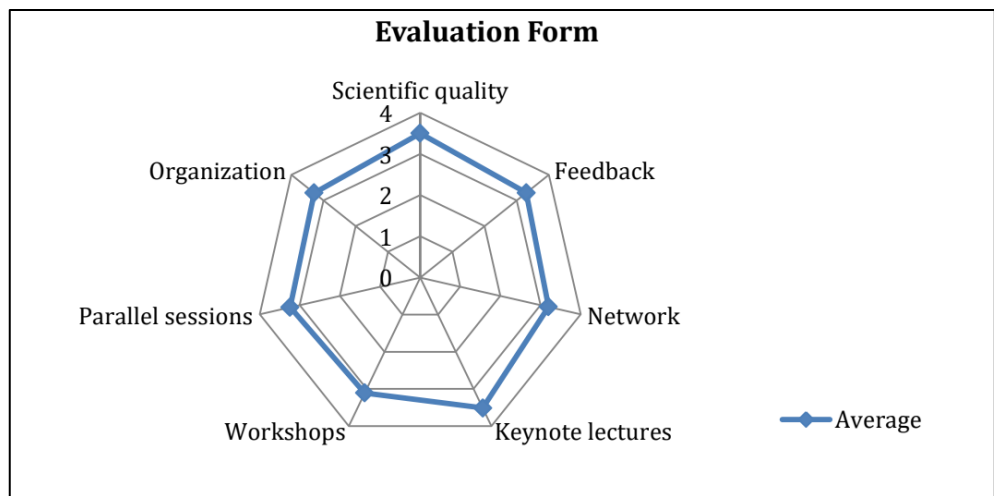 Evaluation Form
Scientific quality
4
3
2
1
0
Feedback
Network
Keynote lectures
Workshops
Parallel sessions
Organization
Average